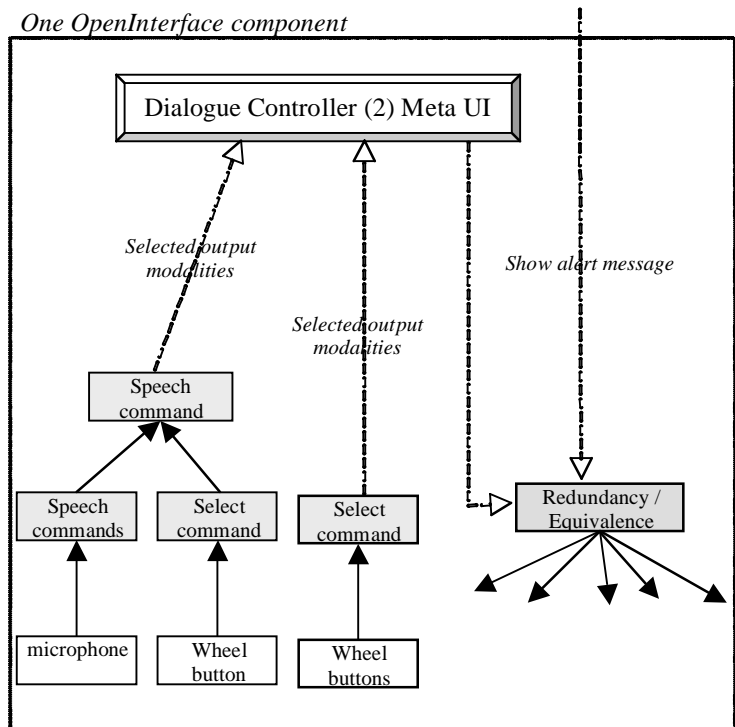 One OpenInterface component
Dialogue Controller (2) Meta UI
Selected output
modalities
Show alert message
Selected output
modalities
Speech
command
Speech
commands
Select
command
Select
command
Redundancy /
Equivalence
microphone
Wheel
button
Wheel
buttons